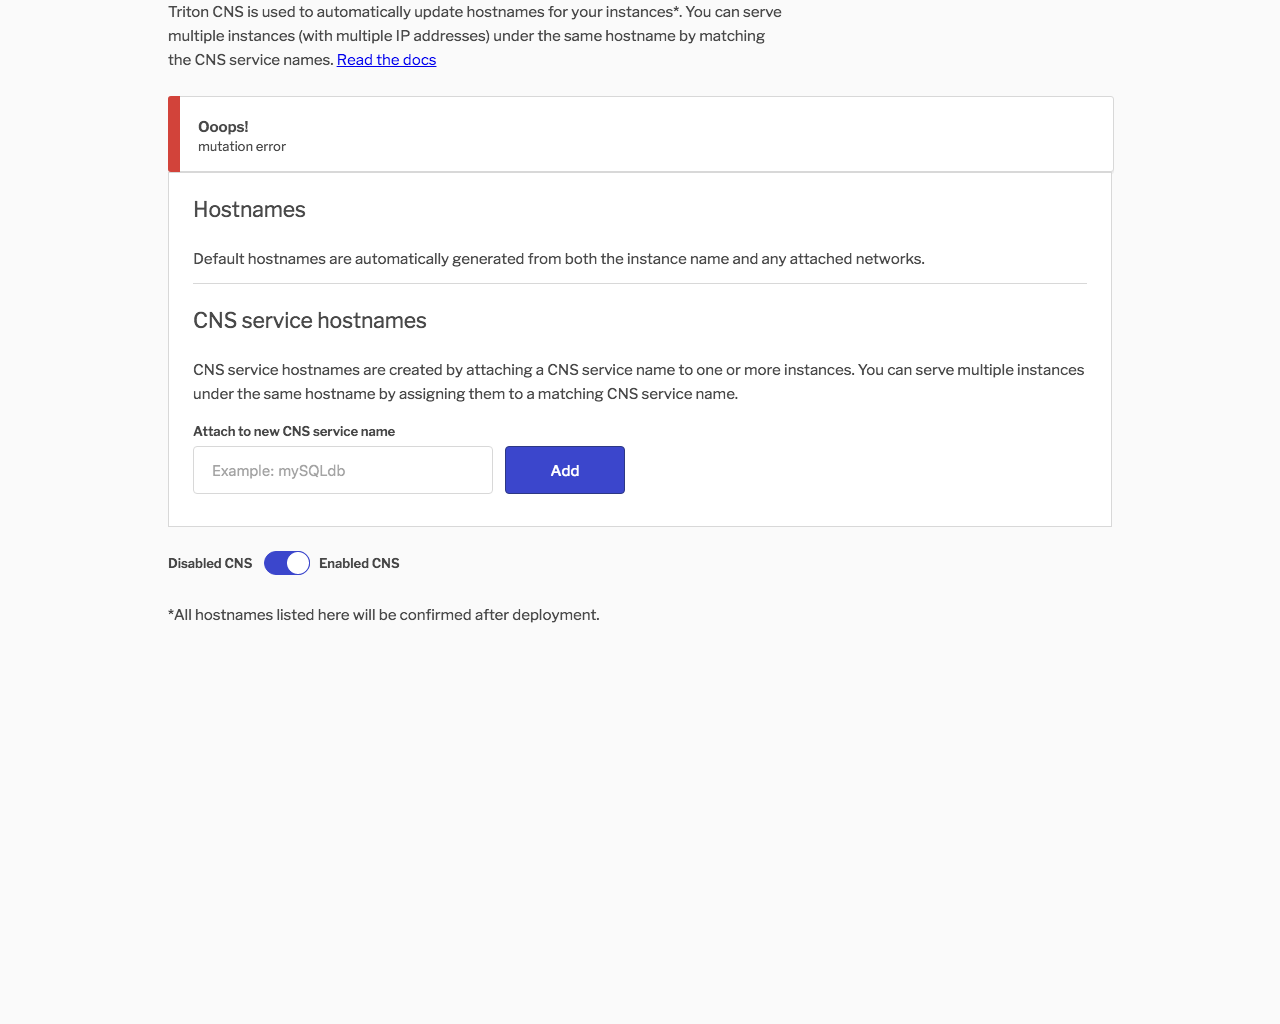 Triton CNS is used to automatically update hostnames for your instances*. You can serve
multiple instances (with multiple IP addresses) under the same hostname by matching
the CNS service names. Read the docs
Ooops!
mutation error
Hostnames
Default hostnames are automatically generated from both the instance name and any attached networks.
CNS service hostnames
CNS service hostnames are created by attaching a CNS service name to one or more instances. You can serve multiple instances
under the same hostname by assigning them to a matching CNS service name.
Attach to new CNS service name
Example: mySQLdb
Add
Disabled CNS Enabled CNS
*All hostnames listed here will be confirmed after deployment.